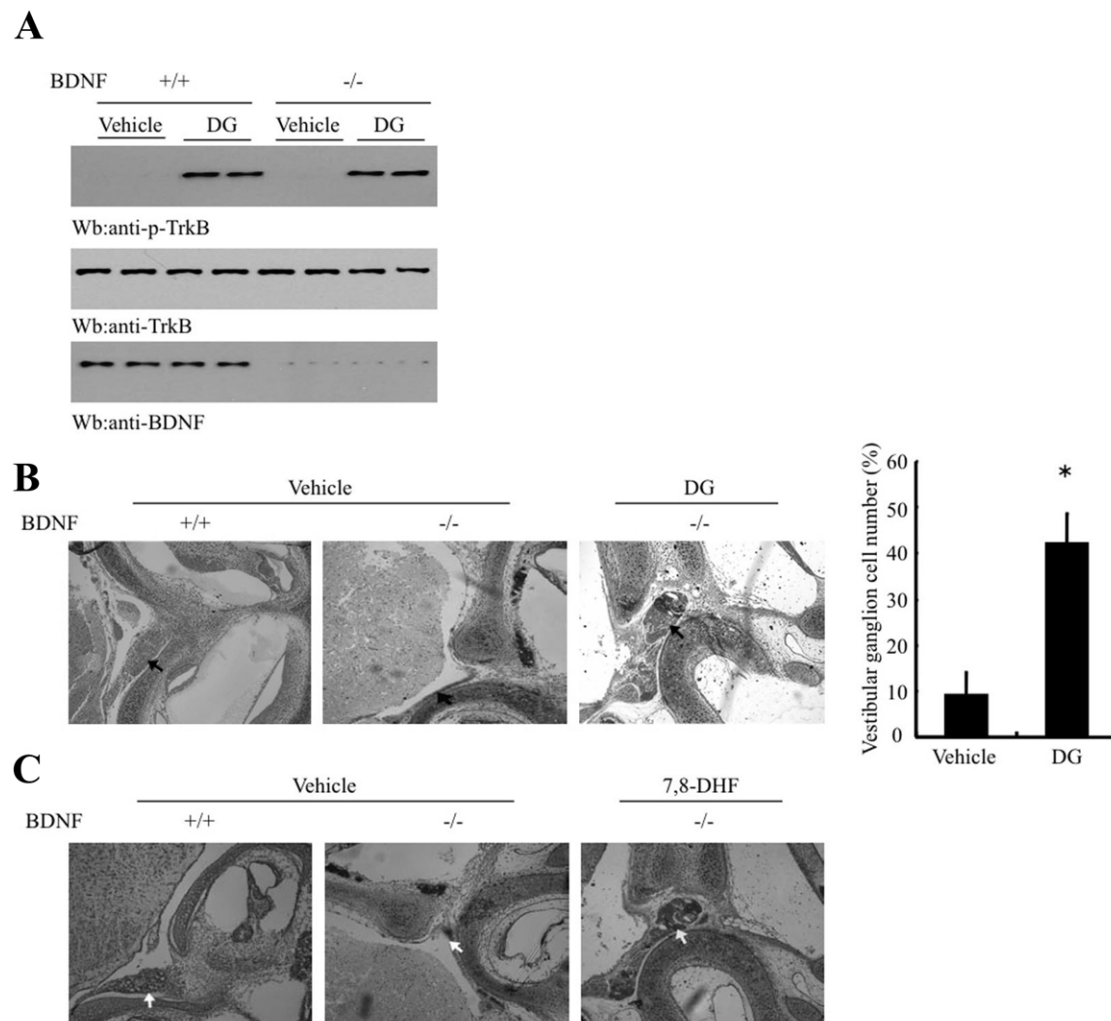 A
BDNF +/+ -/-
Vehicle DG Vehicle DG
Wb:anti-p-TrkB
Wb:anti-TrkB
Wb:anti-BDNF
B
Vehicle DG
BDNF +/+ -/- -/-
Vestibular ganglion cell number (%)
60
50
40
30
20
10
0
*
Vehicle DG
C
Vehicle 7,8-DHF
BDNF +/+ -/- -/-